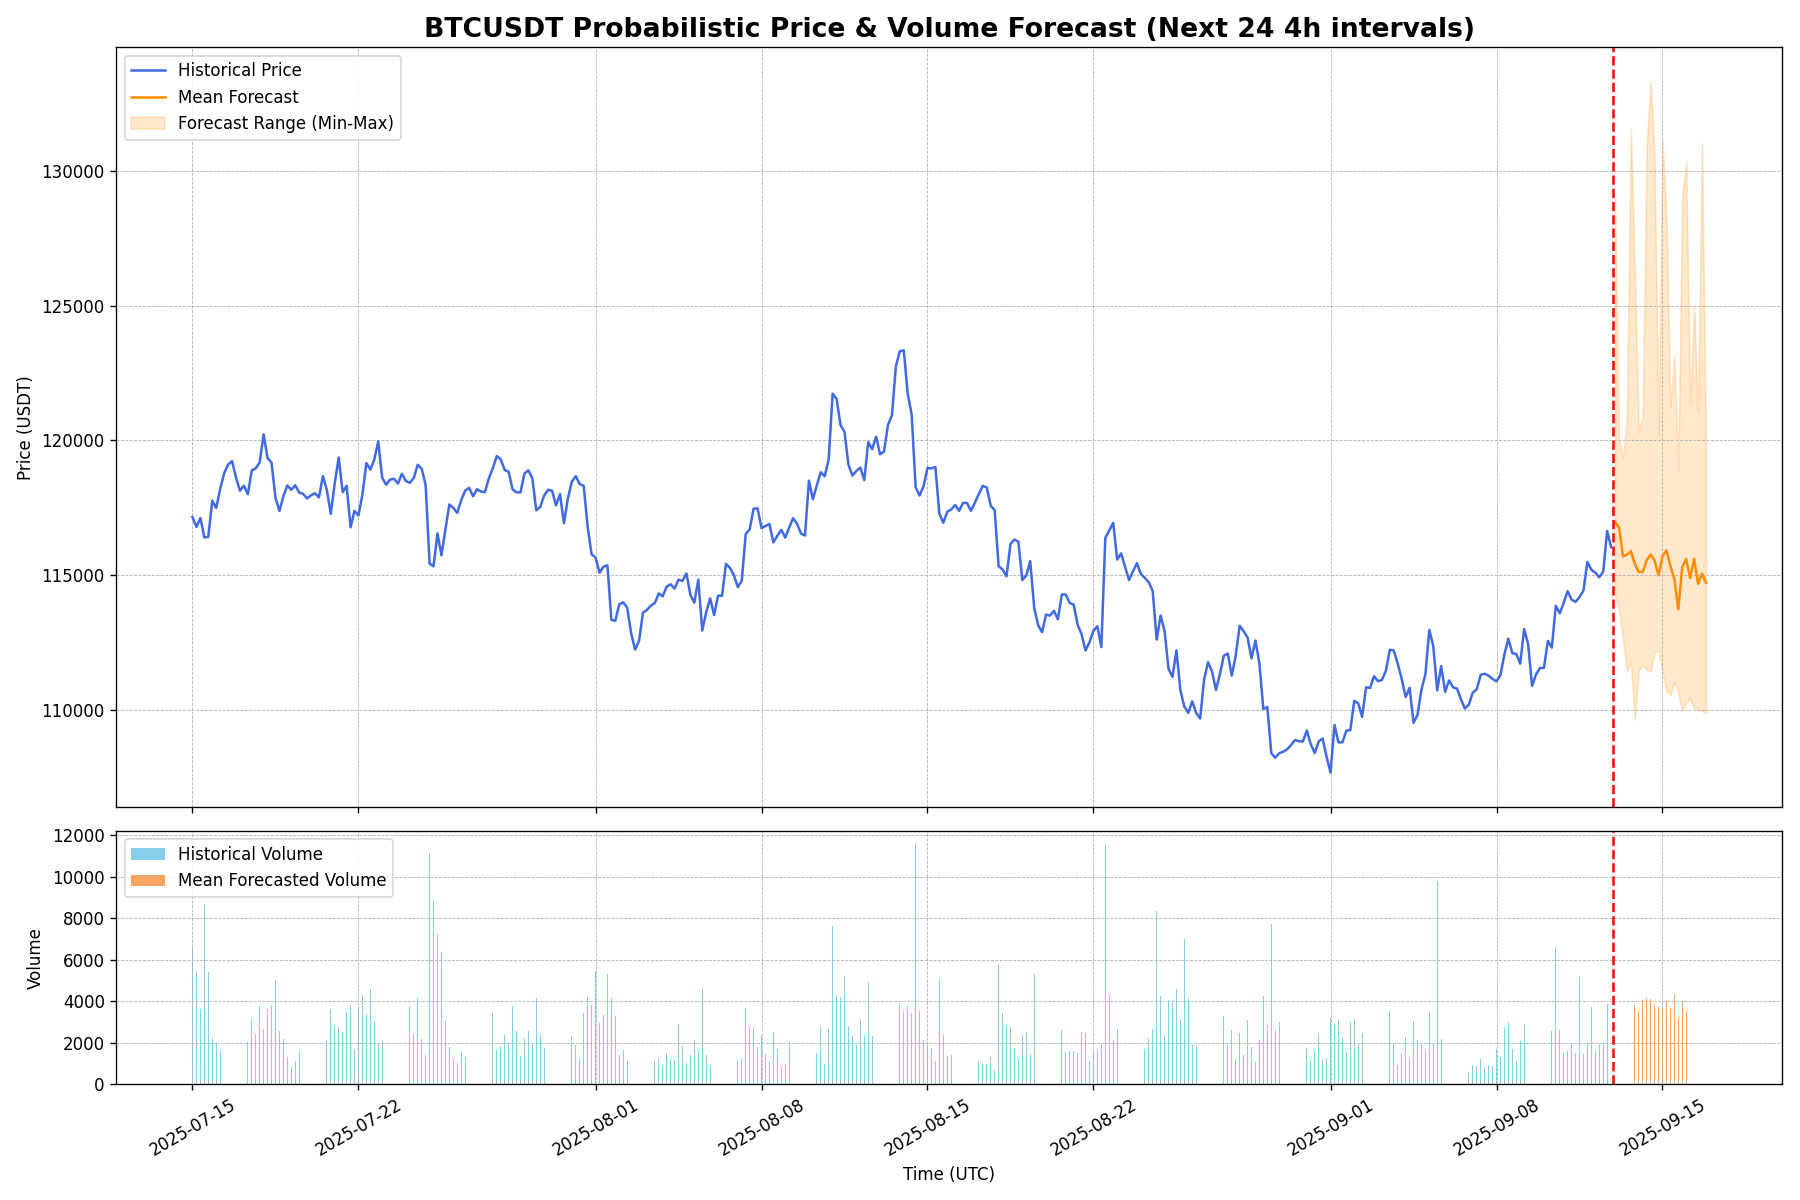 BTCUSDT Probabilistic Price & Volume Forecast (Next 24 4h intervals)
Historical Price
Mean Forecast
Forecast Range (Min-Max)
Price (USDT)
130000
125000
120000
115000
110000
Historical Volume
Mean Forecasted Volume
Volume
12000
10000
8000
6000
4000
2000
0
2025-07-15
2025-07-22
2025-08-01
2025-08-08
2025-08-15
2025-08-22
2025-09-01
2025-09-08
2025-09-15
Time (UTC)